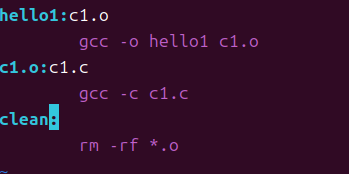 hello1:c1.o
        gcc -o hello1 c1.o
c1.o:c1.c
        gcc -c c1.c
clean:
        rm -rf *.o
~